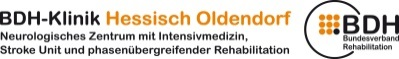 BDH-Klinik Hessisch Oldendorf
Neurologisches Zentrum mit Intensivmedizin,
Stroke Unit und phasenübergreifender Rehabilitation
BDH
Bundesverband
Rehabilitation